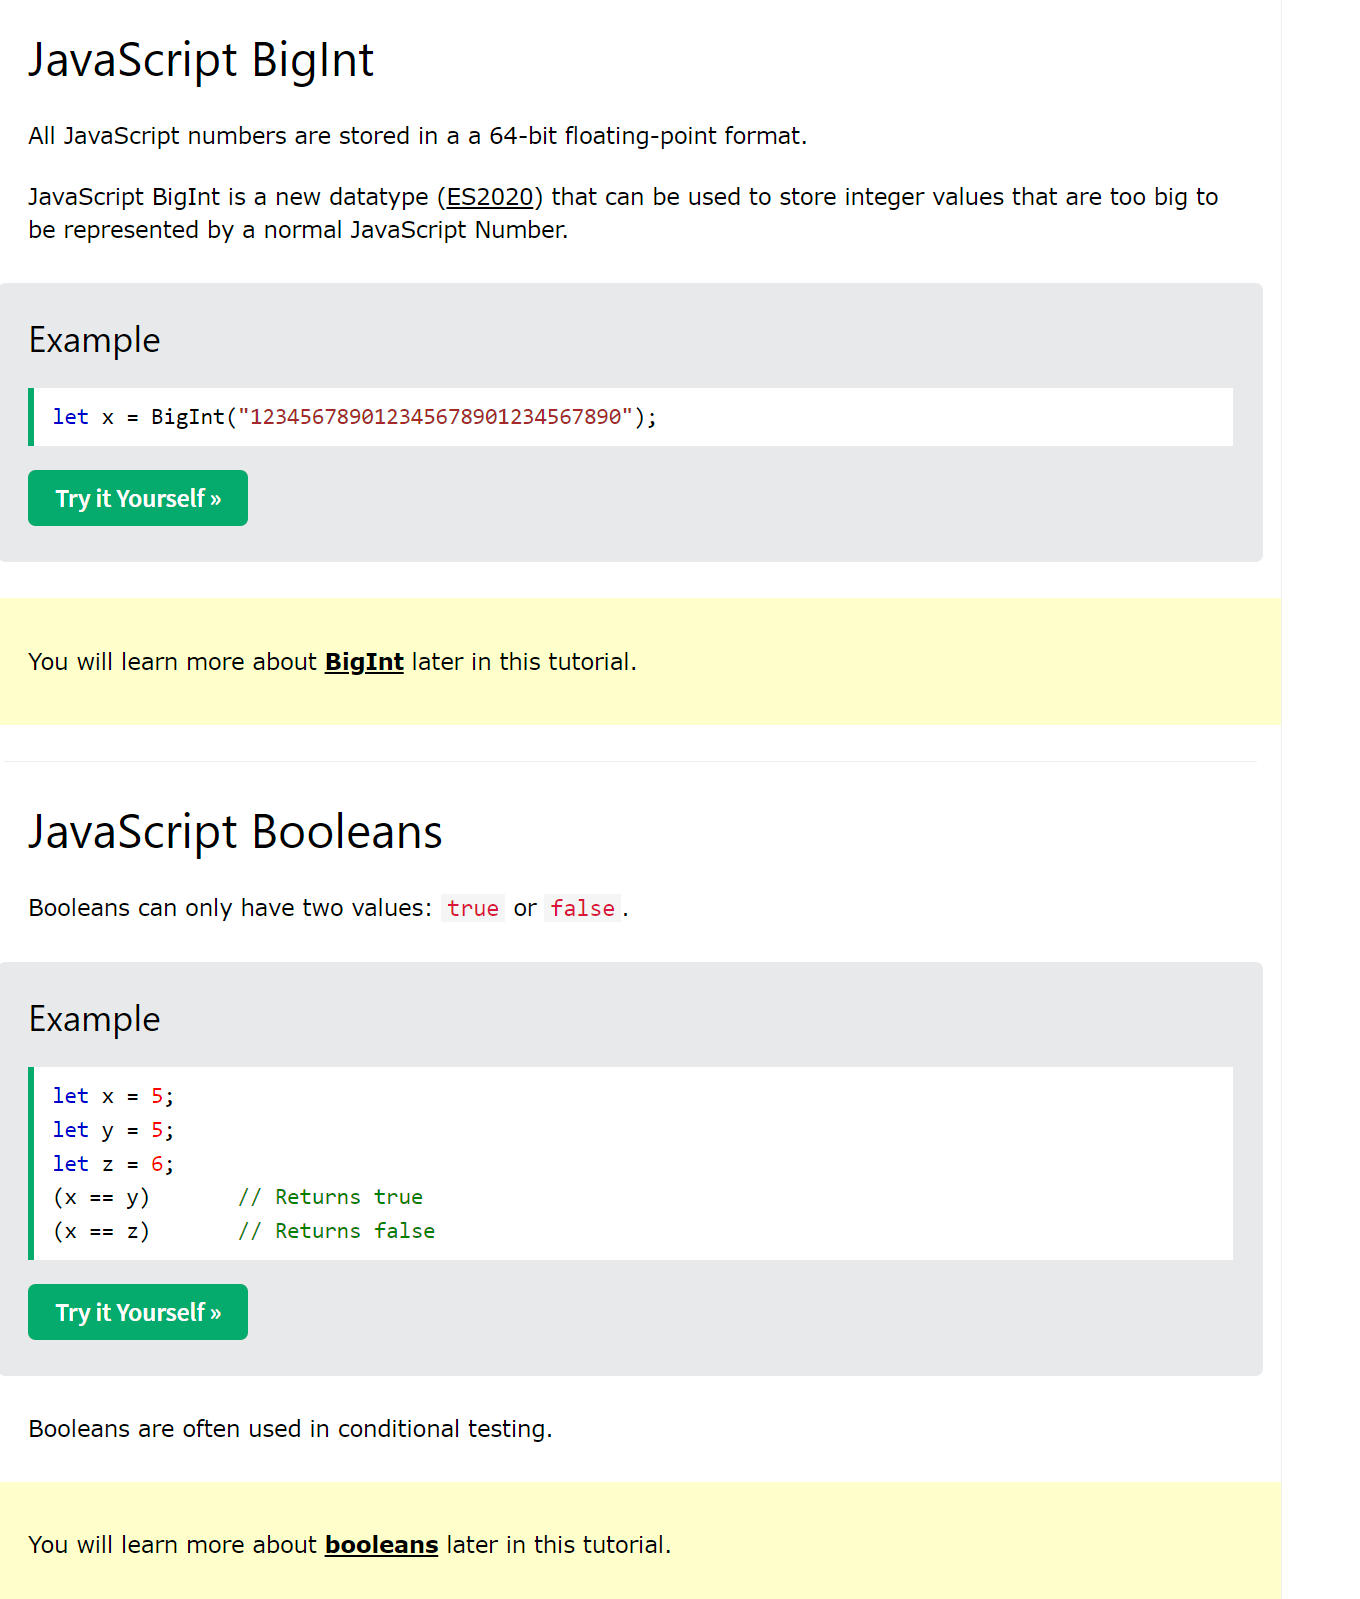 JavaScript BigInt
All JavaScript numbers are stored in a a 64-bit floating-point format.
JavaScript BigInt is a new datatype (ES2020) that can be used to store integer values that are too big to
be represented by a normal JavaScript Number.
Example
let x = BigInt("123456789012345678901234567890");
Try it Yourself »
You will learn more about BigInt later in this tutorial.
JavaScript Booleans
Booleans can only have two values: true or false.
Example
let x = 5;
let y = 5;
let z = 6;
(x == y)       // Returns true
(x == z)       // Returns false
Try it Yourself »
Booleans are often used in conditional testing.
You will learn more about booleans later in this tutorial.